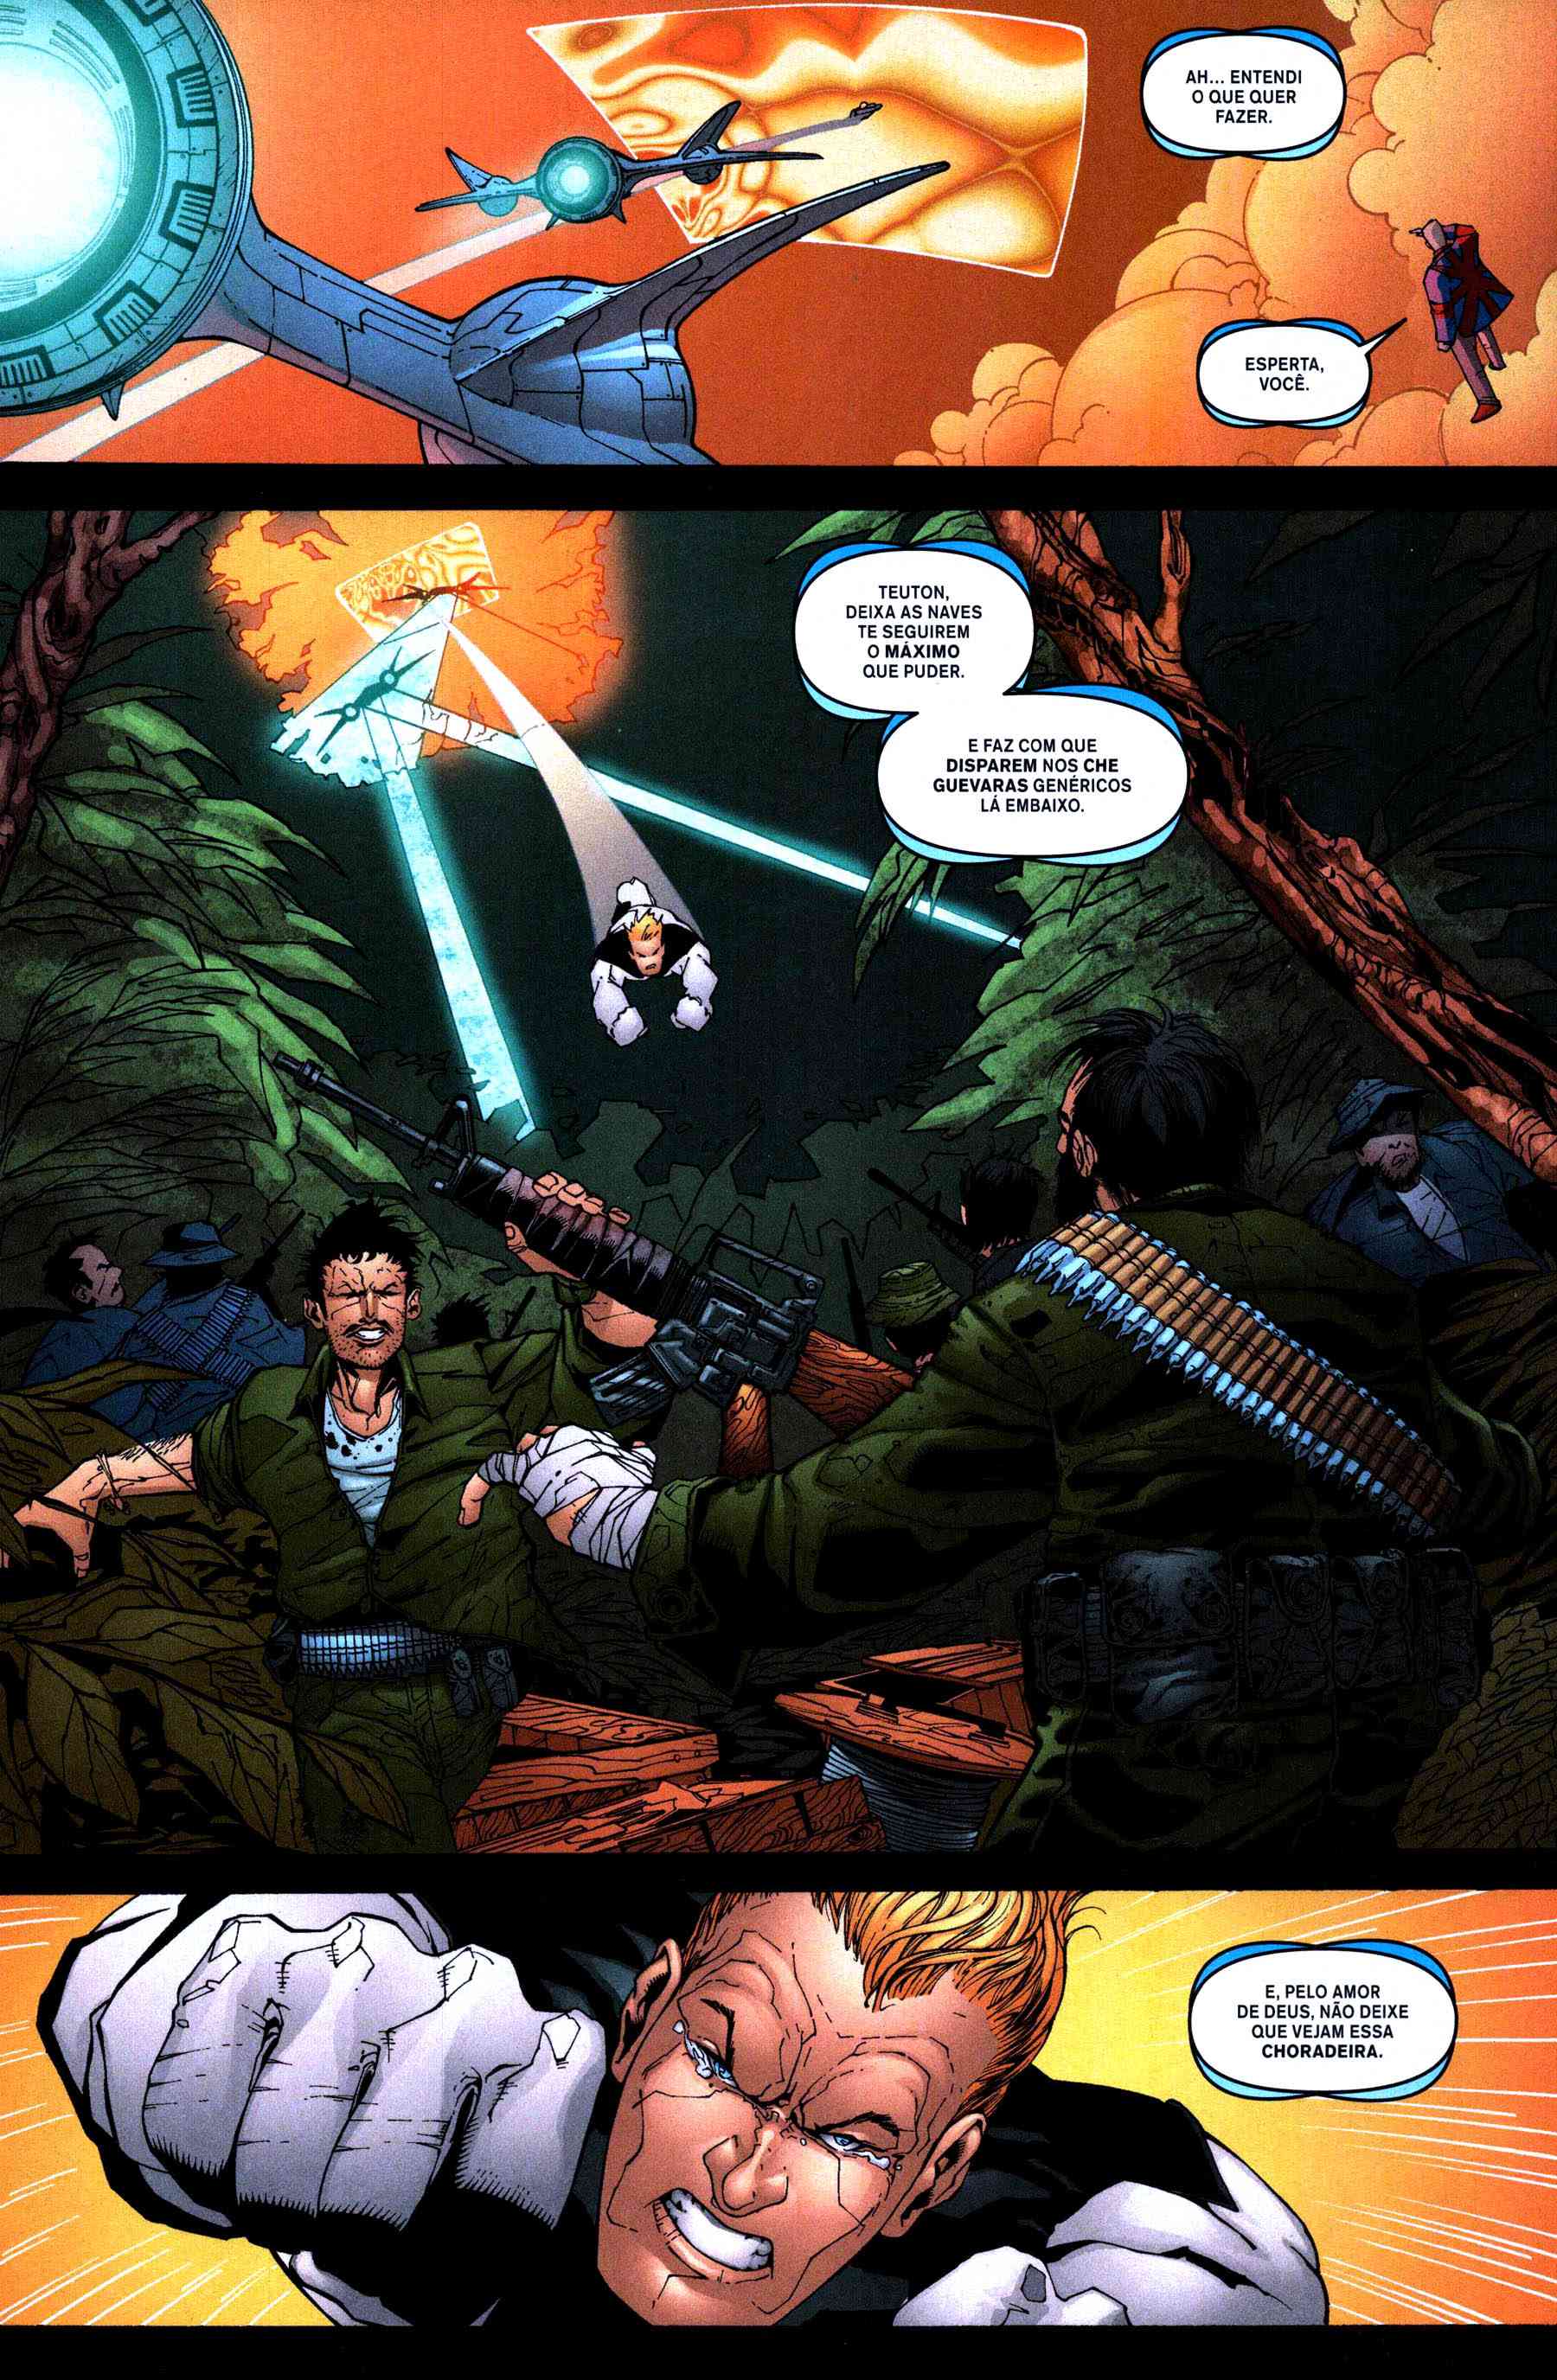 AH... ENTENDI
O QUE QUER
FAZER.
ESPERTA,
VOCÊ.
TEUTON,
DEIXA AS NAVES
TE SEGUIREM
O MÁXIMO
QUE PUDER.
E FAZ COM QUE
DISPAREM NOS CHE
GUEVARAS GENÉRICOS
LÁ EMBAIXO.
E, PELO AMOR
DE DEUS, NÃO DEIXE
QUE VEJAM ESSA
CHORADEIRA.